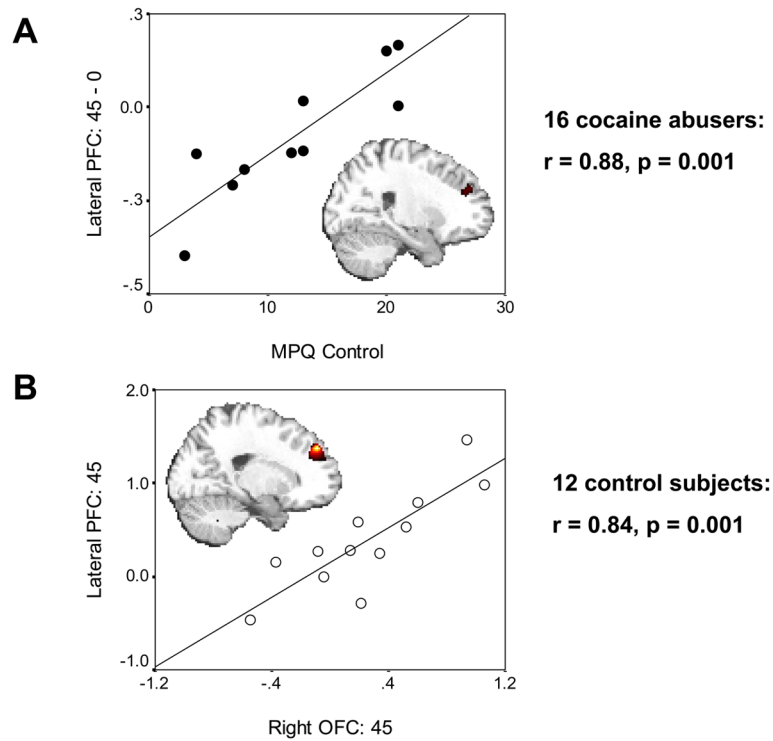 A
.3
0.0
-.3
-.5
Lateral PFC: 45 - 0
0
10
20
30
MPQ Control
16 cocaine abusers:
r = 0.88, p = 0.001
B
2.0
1.0
0.0
-1.0
Lateral PFC: 45
-1.2
-.4
.4
1.2
Right OFC: 45
12 control subjects:
r = 0.84, p = 0.001